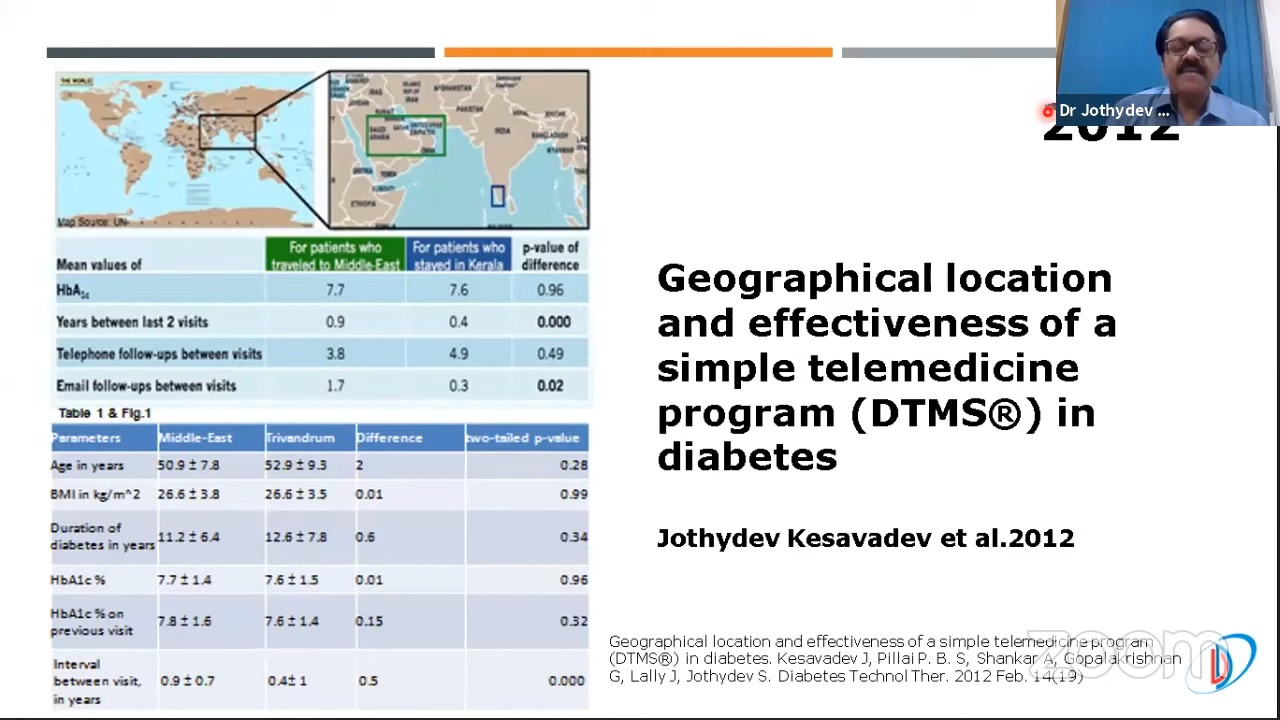 Dr Jothydev ...
2012
THE WORLD
Map Source: UN
SAUDI
ARABIA
INDIA
PAKISTAN
IRAQ
YEMEN
OMAN
ETHIOPIA
Mean values of
For patients who
traveled to Middle-East
For patients who
stayed in Kerala
p-value of
difference
HbA1c 7.7 7.6 0.96
Years between last 2 visits 0.9 0.4 0.000
Telephone follow-ups between visits 3.8 4.9 0.49
Email follow-ups between visits 1.7 0.3 0.02
Table 1 & Fig.1
Parameters Middle-East Trivandrum Difference two-tailed p-value
Age in years 50.9 ± 7.8 52.9 ± 9.3 2 0.28
BMI in kg/m^2 26.6 ± 3.8 26.6 ± 3.5 0.01 0.99
Duration of
diabetes in years 11.2 ± 6.4 12.6 ± 7.8 0.6 0.34
HbA1c % 7.7 ± 1.4 7.6 ± 1.5 0.01 0.96
HbA1c % on
previous visit 7.8 ± 1.6 7.6 ± 1.4 0.15 0.32
Interval
between visit,
in years 0.9 ± 0.7 0.4± 1 0.5 0.000
Geographical location
and effectiveness of a
simple telemedicine
program (DTMS®) in
diabetes
Jothydev Kesavadev et al.2012
Geographical location and effectiveness of a simple telemedicine program
(DTMS®) in diabetes. Kesavadev J, Pillai P. B. S, Shankar A, Gopalakrishnan
G, Lally J, Jothydev S. Diabetes Technol Ther. 2012 Feb. 14(19)
zoom